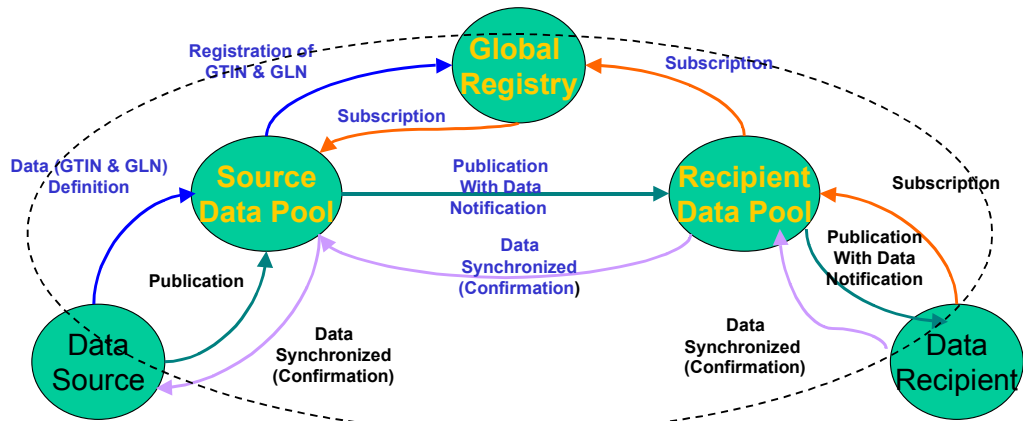 Registration of
GTIN & GLN
Global
Registry
Subscription
Subscription
Data (GTIN & GLN)
Definition
Source
Data Pool
Publication
With Data
Notification
Recipient
Data Pool
Subscription
Publication
With Data
Notification
Publication
Data
Synchronized
(Confirmation)
Data
Source
Data
Synchronized
(Confirmation)
Data
Synchronized
(Confirmation)
Data
Recipient